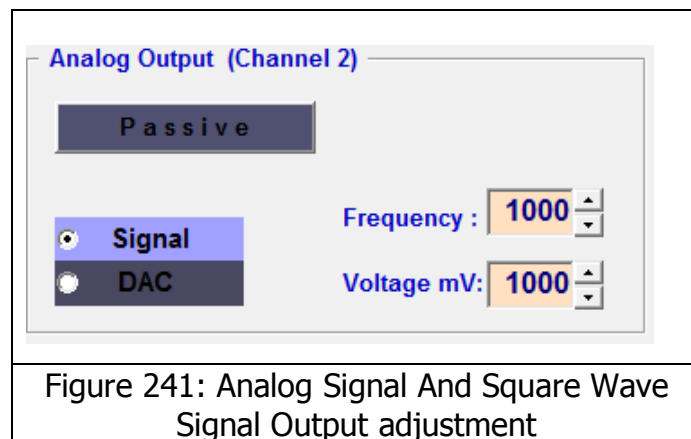 Analog Output (Channel 2)
Passive
Signal
Frequency : 1000
DAC
Voltage mV: 1000
Figure 241: Analog Signal And Square Wave
Signal Output adjustment